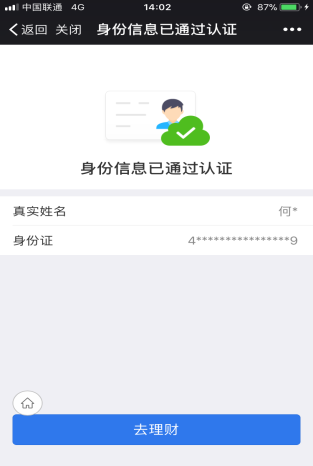 中国联通 4G 14:02 87%
返回 关闭 身份信息已通过认证
身份信息已通过认证
真实姓名 何*
身份证 4****************9
去理财